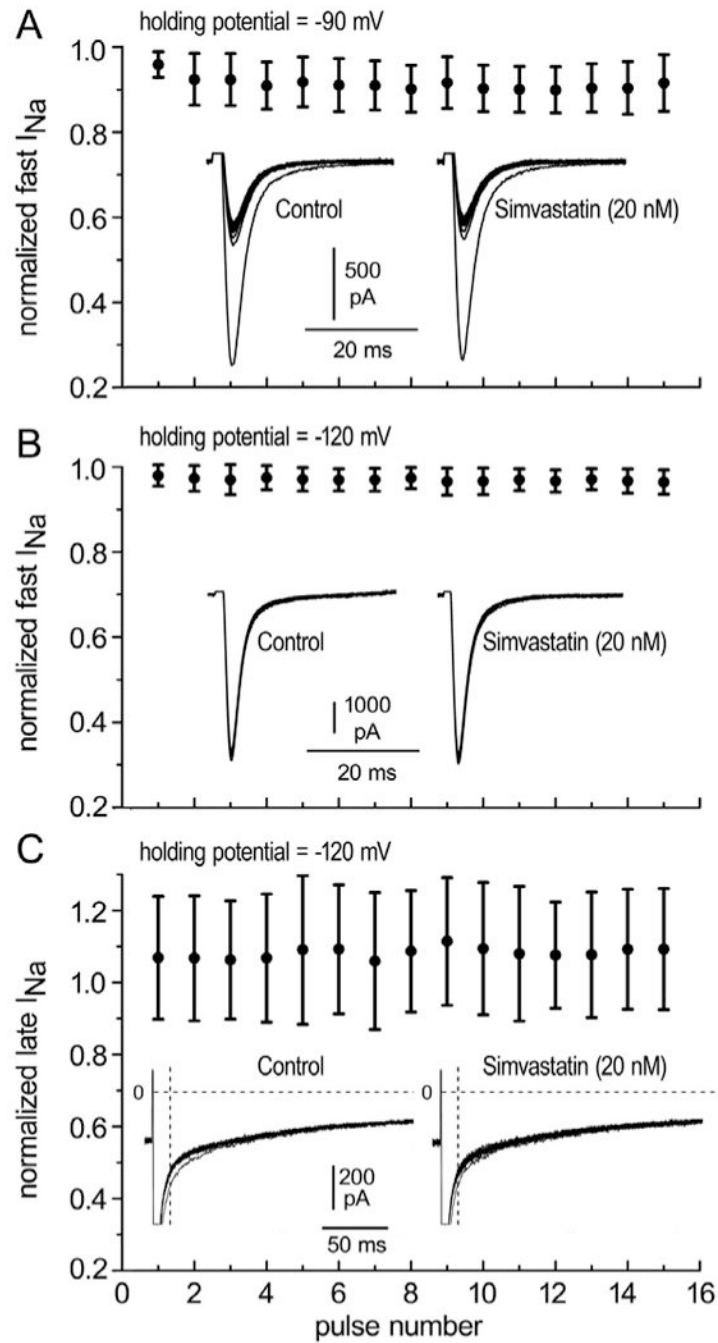 A
holding potential = -90 mV
normalized fast INa
1.0
0.8
0.6
0.4
0.2
Control
Simvastatin (20 nM)
500
pA
20 ms
B
holding potential = -120 mV
normalized fast INa
1.0
0.8
0.6
0.4
0.2
Control
Simvastatin (20 nM)
1000
pA
20 ms
C
holding potential = -120 mV
normalized late INa
1.2
1.0
0.8
0.6
0.4
0.2
Control
Simvastatin (20 nM)
0
0
200
pA
50 ms
0 2 4 6 8 10 12 14 16
pulse number